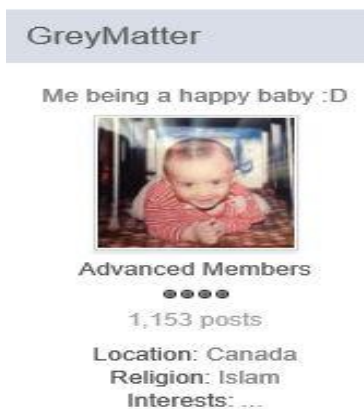 GreyMatter
Me being a happy baby :D
Advanced Members
1,153 posts
Location: Canada
Religion: Islam
Interests: ...